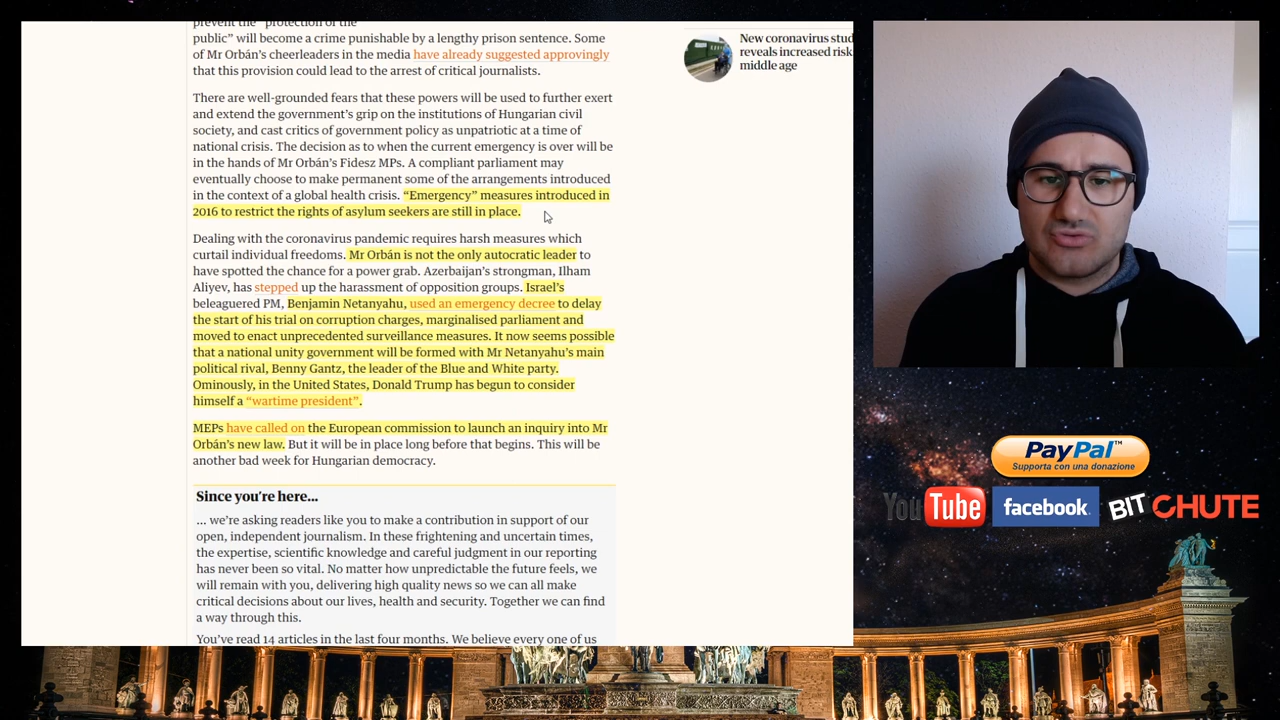 prevent the “protection of the
public” will become a crime punishable by a lengthy prison sentence. Some
of Mr Orbán’s cheerleaders in the media have already suggested approvingly
that this provision could lead to the arrest of critical journalists.
There are well-grounded fears that these powers will be used to further exert
and extend the government’s grip on the institutions of Hungarian civil
society, and cast critics of government policy as unpatriotic at a time of
national crisis. The decision as to when the current emergency is over will be
in the hands of Mr Orbán’s Fidesz MPs. A compliant parliament may
eventually choose to make permanent some of the arrangements introduced
in the context of a global health crisis. “Emergency” measures introduced in
2016 to restrict the rights of asylum seekers are still in place.
Dealing with the coronavirus pandemic requires harsh measures which
curtail individual freedoms. Mr Orbán is not the only autocratic leader to
have spotted the chance for a power grab. Azerbaijan’s strongman, Ilham
Aliyev, has stepped up the harassment of opposition groups. Israel’s
beleaguered PM, Benjamin Netanyahu, used an emergency decree to delay
the start of his trial on corruption charges, marginalised parliament and
moved to enact unprecedented surveillance measures. It now seems possible
that a national unity government will be formed with Mr Netanyahu’s main
political rival, Benny Gantz, the leader of the Blue and White party.
Ominously, in the United States, Donald Trump has begun to consider
himself a “wartime president”.
MEPs have called on the European commission to launch an inquiry into Mr
Orbán’s new law. But it will be in place long before that begins. This will be
another bad week for Hungarian democracy.
Since you’re here...
... we’re asking readers like you to make a contribution in support of our
open, independent journalism. In these frightening and uncertain times,
the expertise, scientific knowledge and careful judgment in our reporting
has never been so vital. No matter how unpredictable the future feels, we
will remain with you, delivering high quality news so we can all make
critical decisions about our lives, health and security. Together we can find
a way through this.
You’ve read 14 articles in the last four months. We believe every one of us
New coronavirus stud
reveals increased risk
middle age
PayPal™
Supporta con una donazione
YouTube facebook. BIT CHUTE